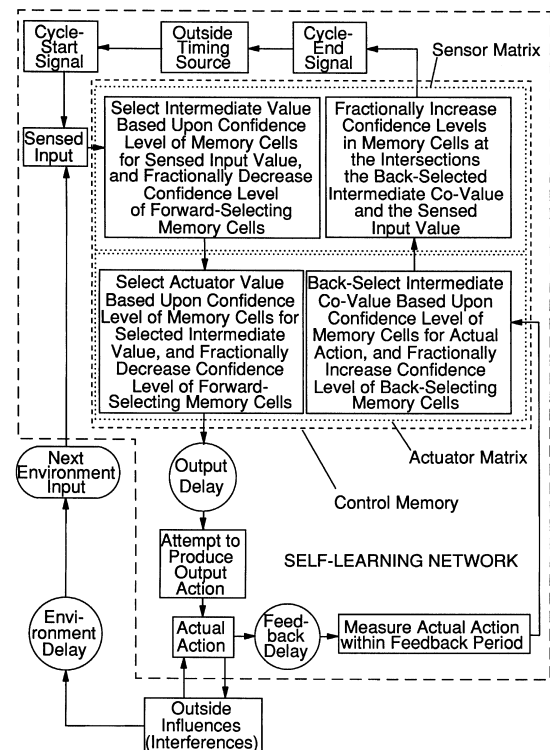 Cycle-
Start
Signal
Outside
Timing
Source
Cycle-
End
Signal
Sensor Matrix
Sensed
Input
Select Intermediate Value
Based Upon Confidence
Level of Memory Cells
for Sensed Input Value,
and Fractionally Decrease
Confidence Level
of Forward-Selecting
Memory Cells
Fractionally Increase
Confidence Levels
in Memory Cells at
the Intersections
the Back-Selected
Intermediate Co-Value
and the Sensed
Input Value
Select Actuator Value
Based Upon Confidence
Level of Memory Cells for
Selected Intermediate
Value, and Fractionally
Decrease Confidence
Level of Forward-
Selecting Memory Cells
Back-Select Intermediate
Co-Value Based Upon
Confidence Level of
Memory Cells for Actual
Action, and Fractionally
Increase Confidence
Level of Back-Selecting
Memory Cells
Next
Environment
Input
Output
Delay
Actuator Matrix
Control Memory
Attempt to
Produce
Output
Action
SELF-LEARNING NETWORK
Envi-
ronment
Delay
Actual
Action
Feed-
back
Delay
Measure Actual Action
within Feedback Period
Outside
Influences
(Interferences)